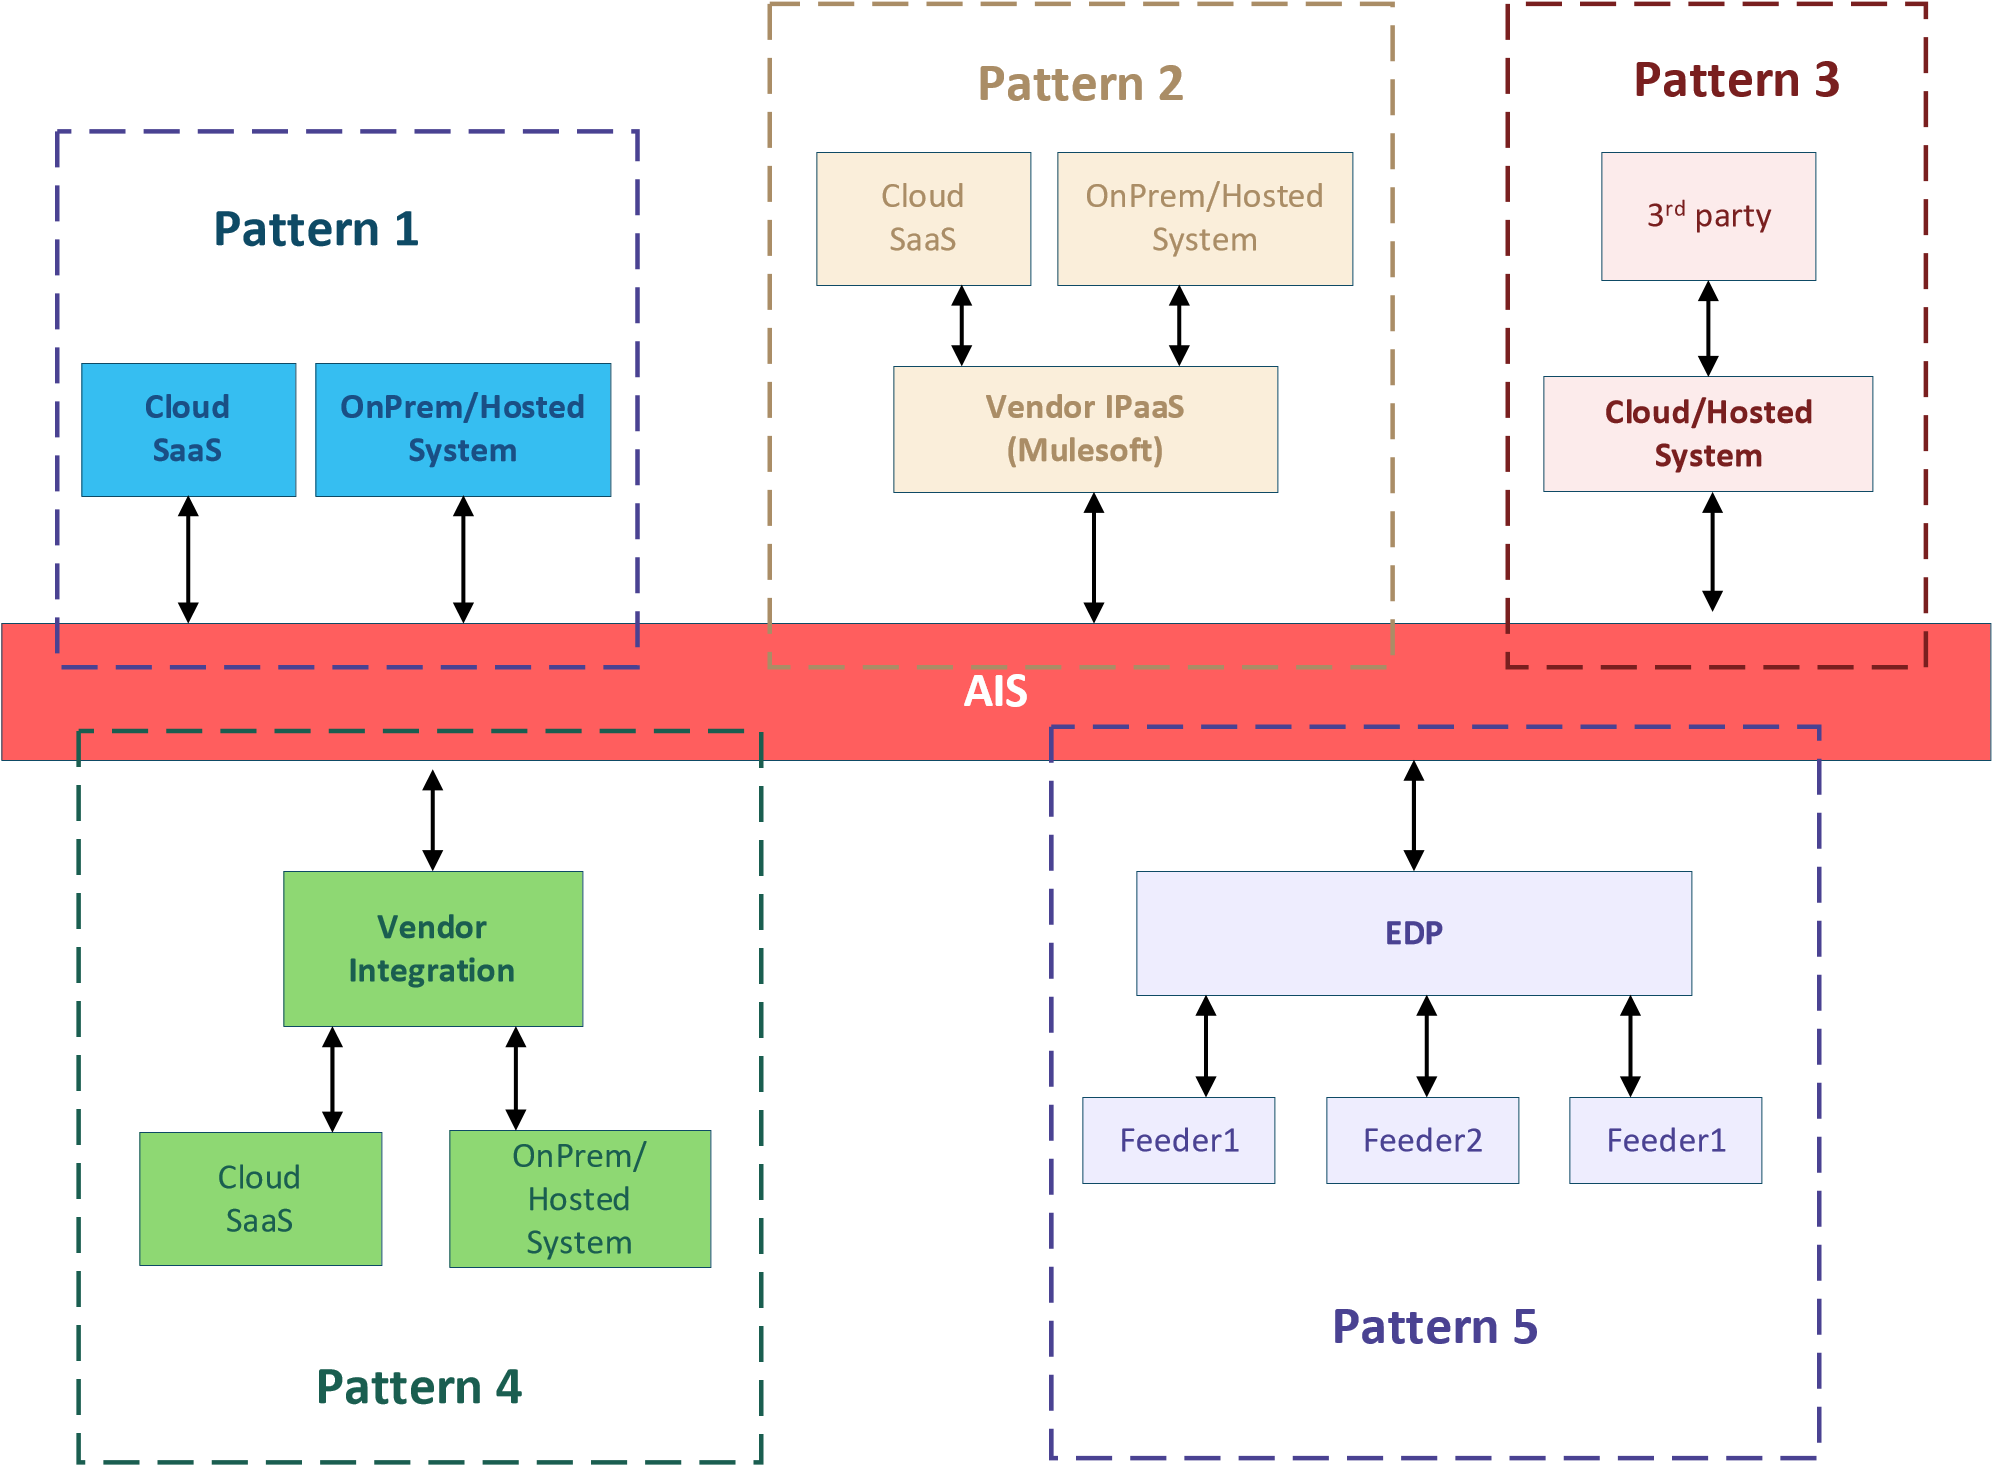 Pattern 1
Cloud
SaaS
OnPrem/Hosted
System
Pattern 2
Cloud
SaaS
OnPrem/Hosted
System
Vendor IPaaS
(Mulesoft)
Pattern 3
3rd party
Cloud/Hosted
System
AIS
Vendor
Integration
Cloud
SaaS
OnPrem/
Hosted
System
Pattern 4
EDP
Feeder1
Feeder2
Feeder1
Pattern 5